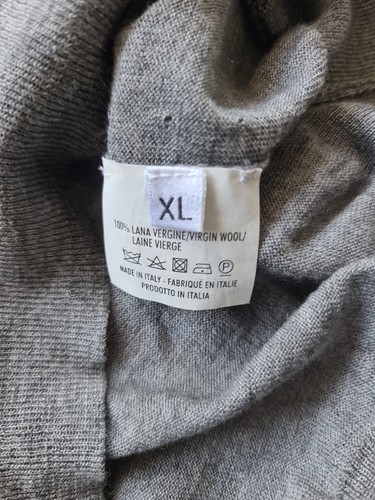 XL
100% LANA VERGINE/VIRGIN WOOL/
LAINE VIERGE
P
MADE IN ITALY - FABRIQUÉ EN ITALIE
PRODOTTO IN ITALIA